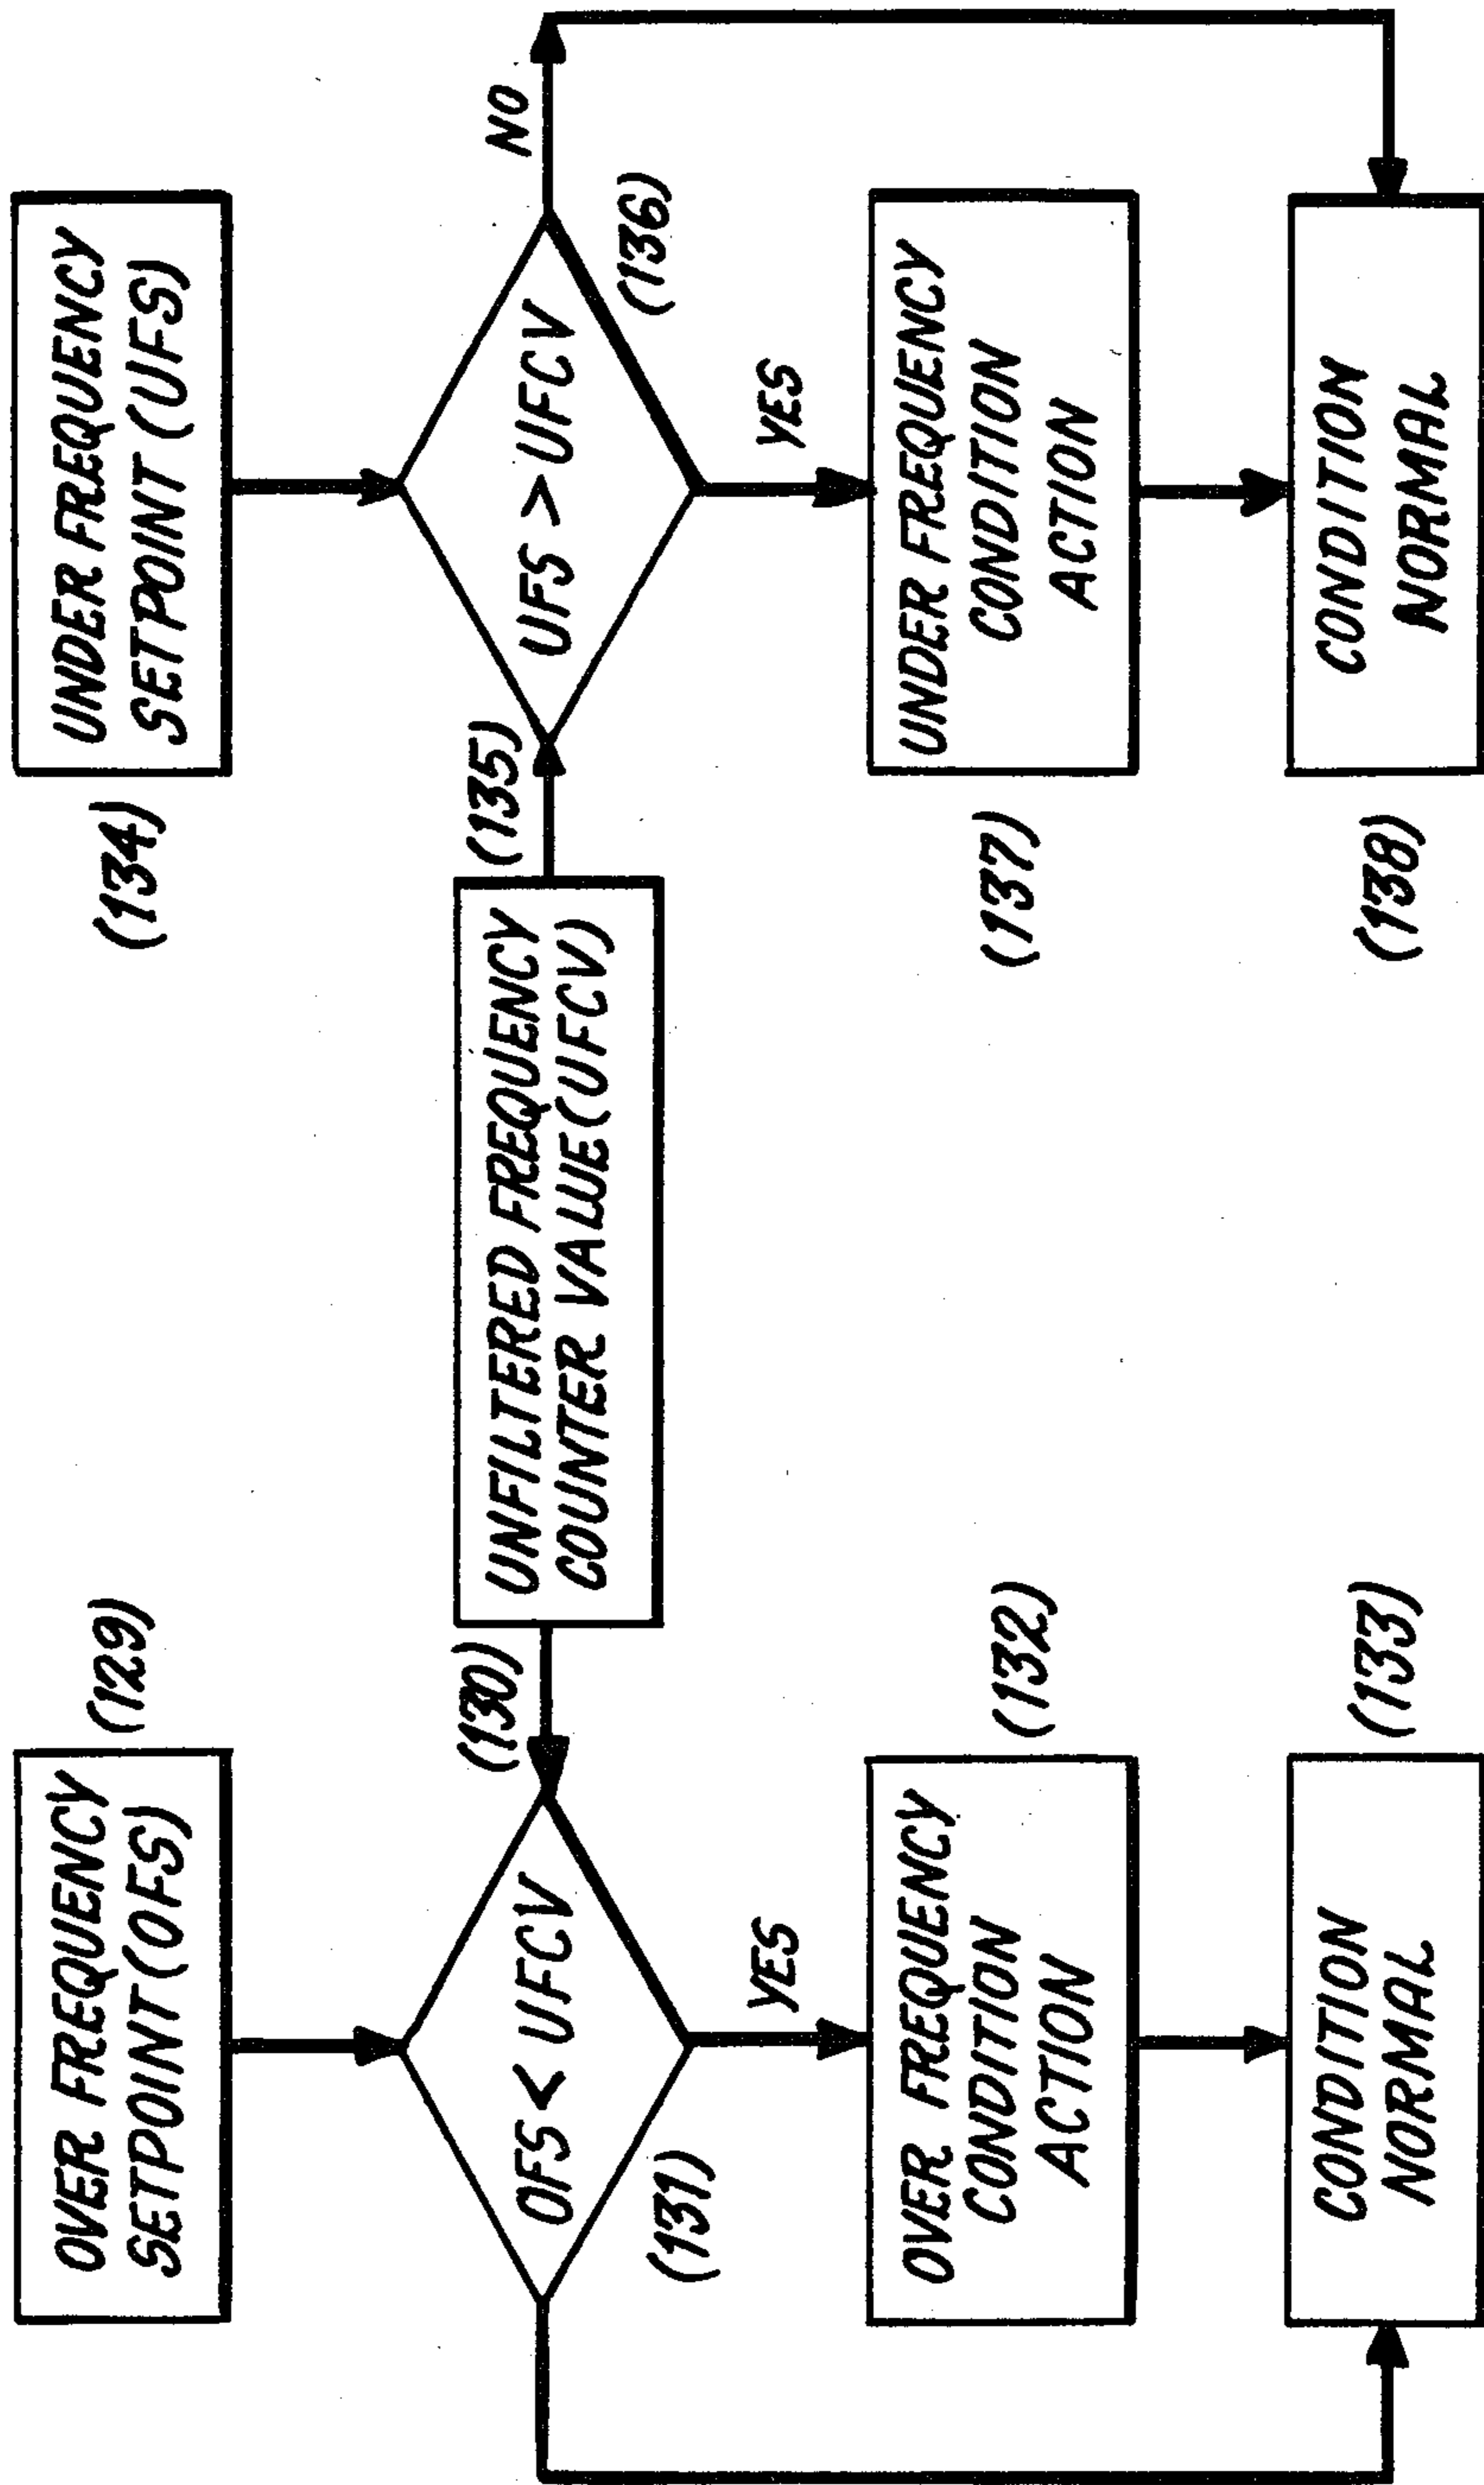 OVER FREQUENCY
SETPOINT (OFS)
(129)
(134)
UNDER FREQUENCY
SETPOINT (UFS)
OFS < UFCV
(131)
YES
(130)
UNFILTERED FREQUENCY
COUNTER VALUE (UFCV)
(135)
UFS > UFCV
(136)
NO
YES
OVER FREQUENCY
CONDITION
ACTION
(132)
(137)
UNDER FREQUENCY
CONDITION
ACTION
CONDITION
NORMAL
(133)
(138)
CONDITION
NORMAL